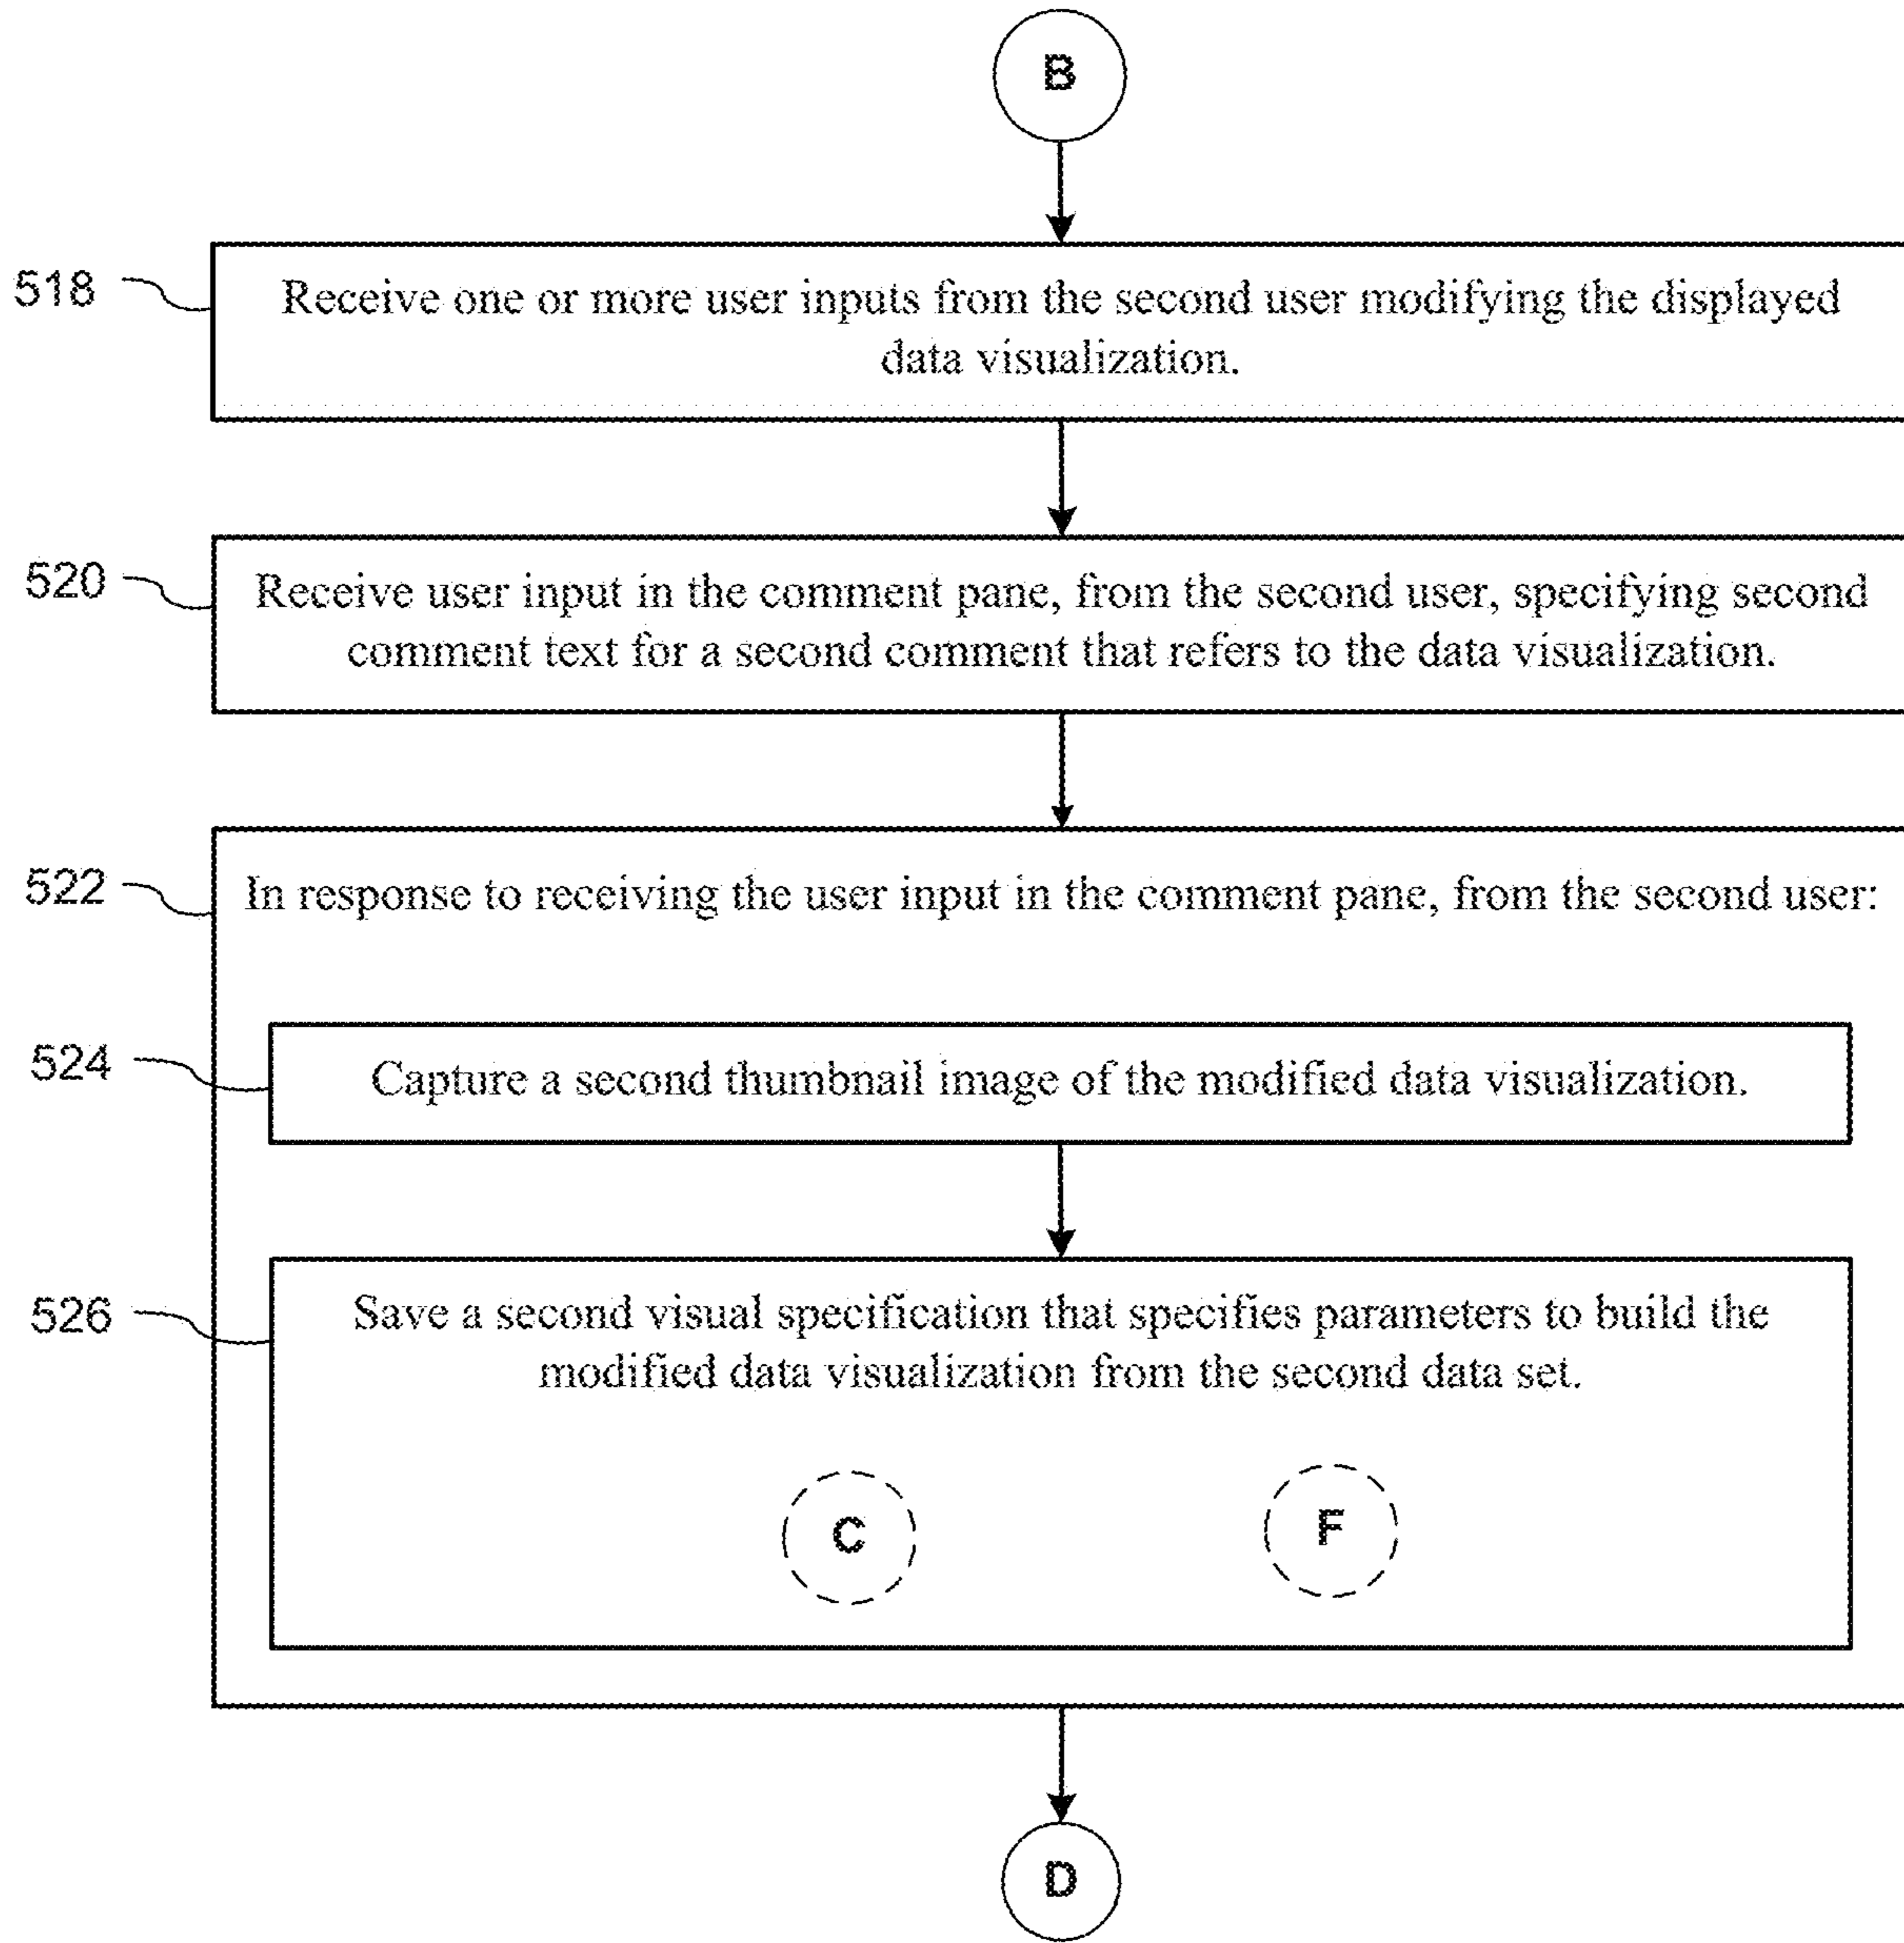 B
518
Receive one or more user inputs from the second user modifying the displayed
data visualization.
520
Receive user input in the comment pane, from the second user, specifying second
comment text for a second comment that refers to the data visualization.
522
In response to receiving the user input in the comment pane, from the second user:
524
Capture a second thumbnail image of the modified data visualization.
526
Save a second visual specification that specifies parameters to build the
modified data visualization from the second data set.
C
F
D